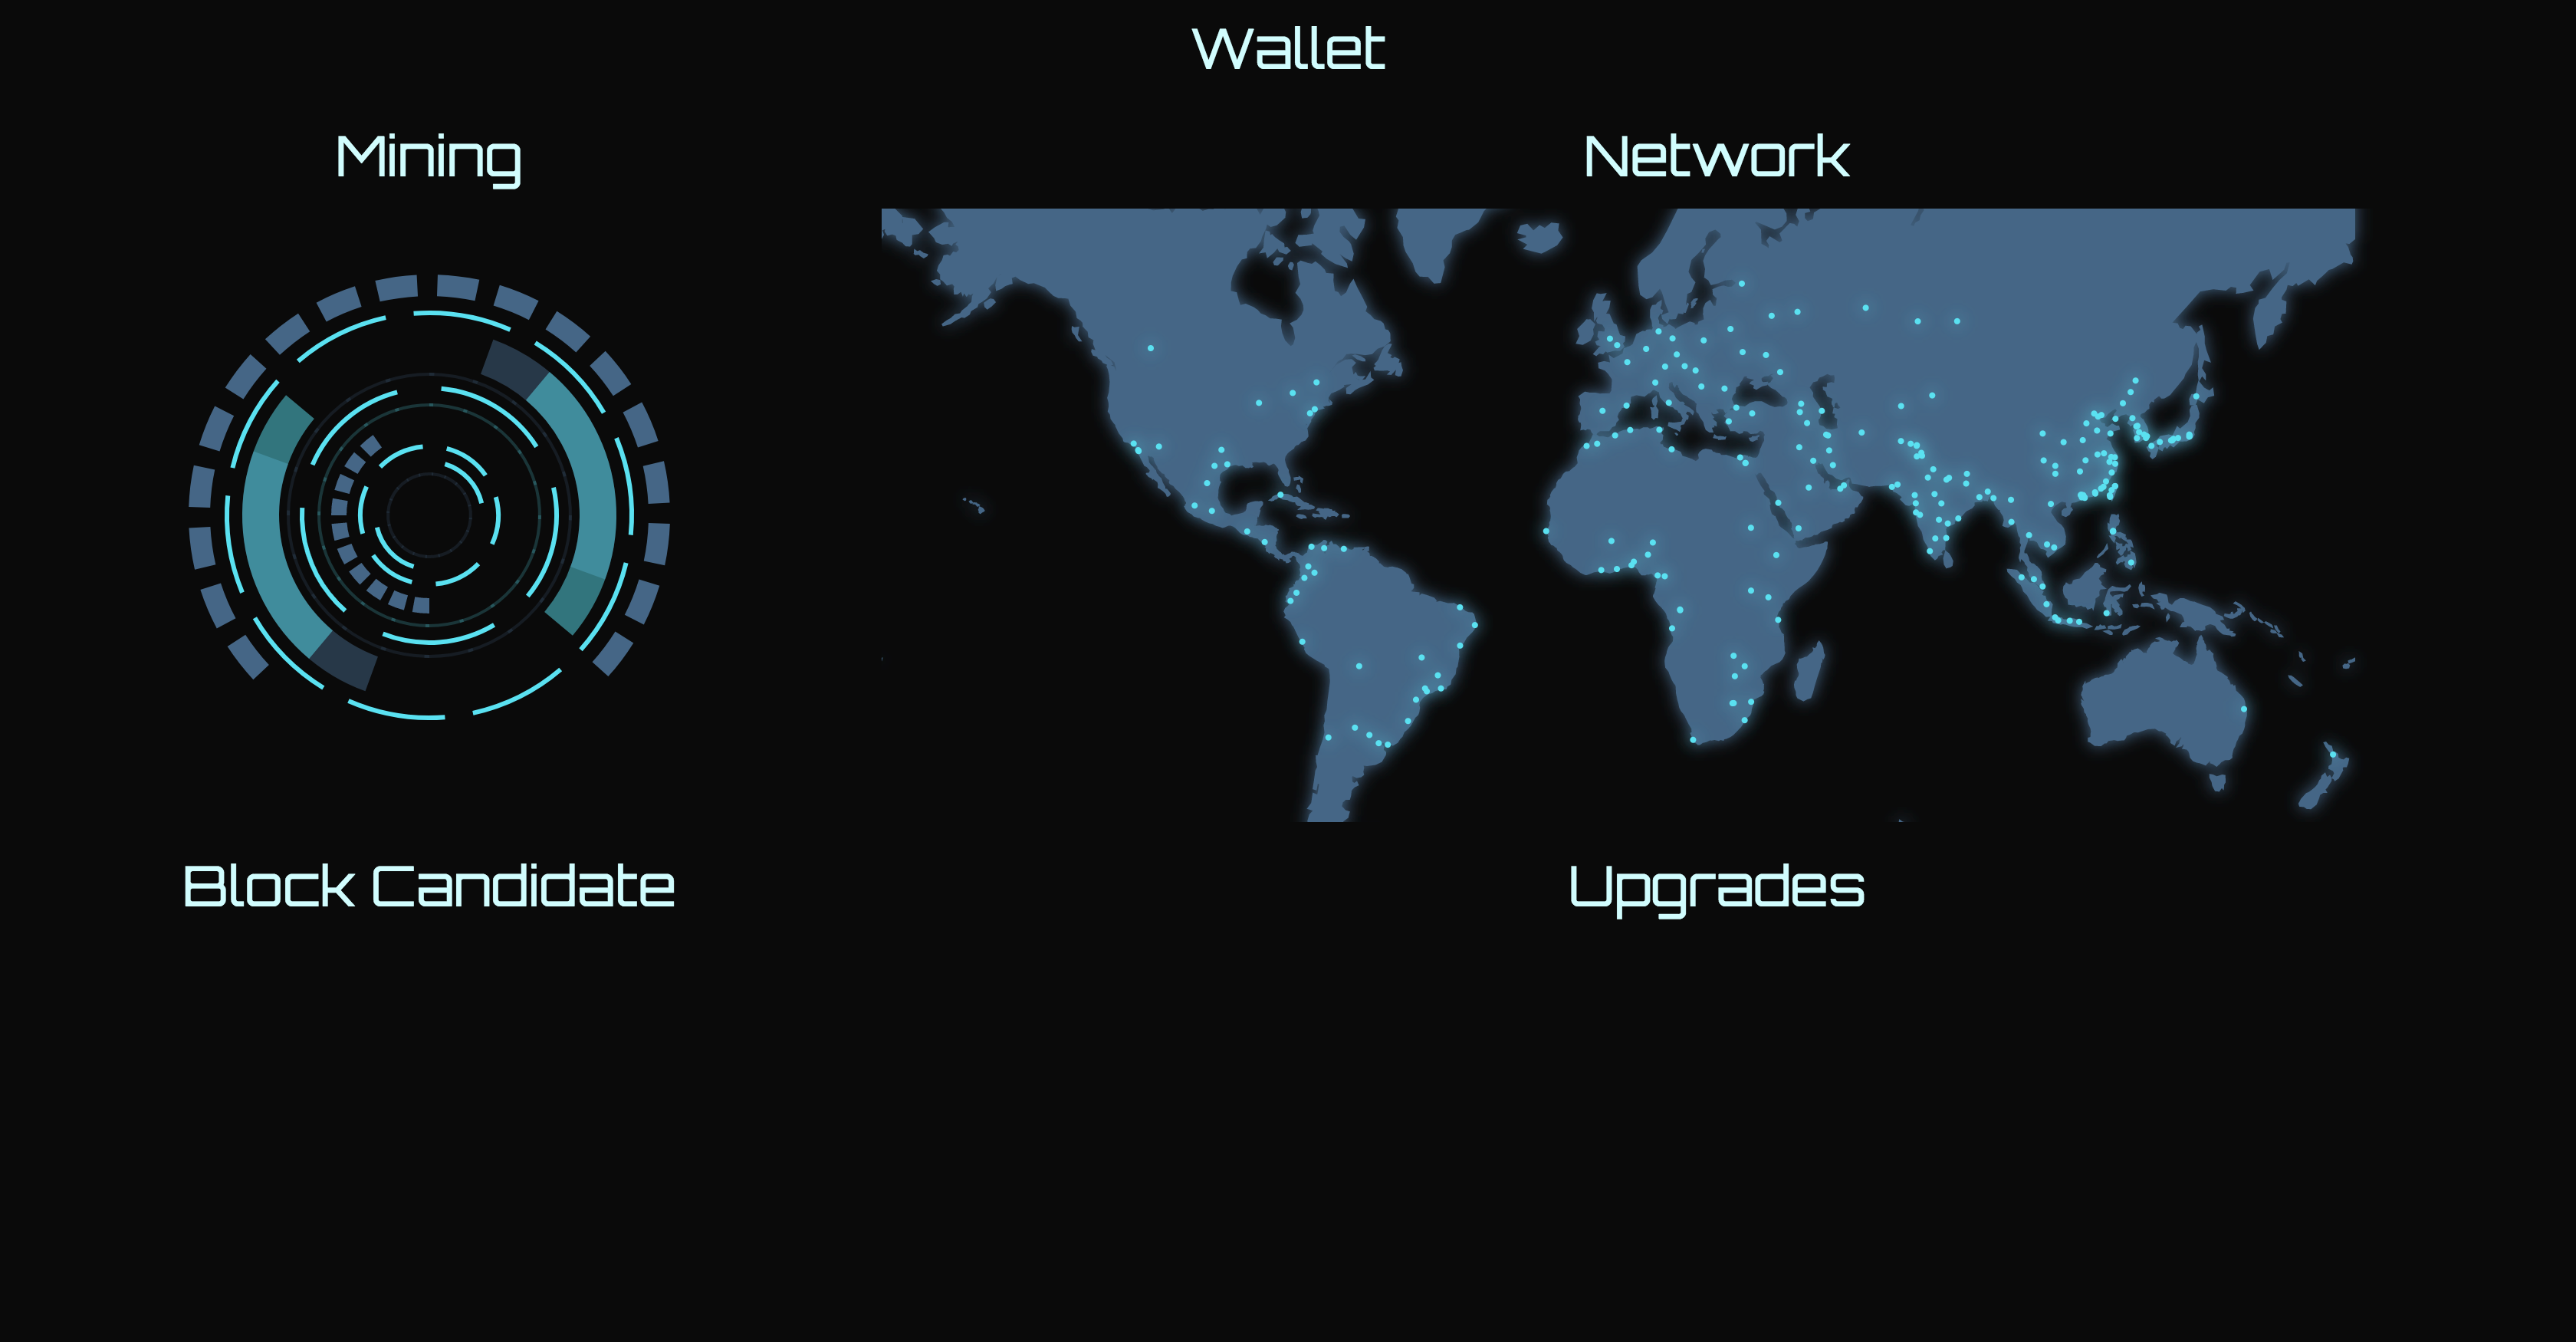 Wallet
Mining
Network
Block Candidate
Upgrades